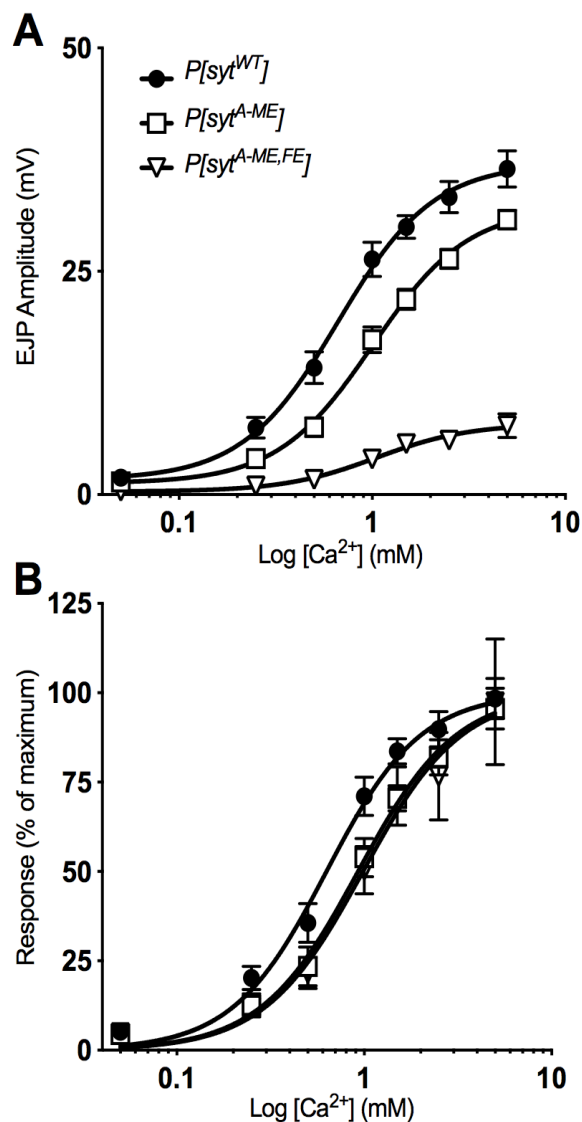 A
50
P[syt^WT]
P[syt^A-ME]
P[syt^A-ME,FE]
25
EJP Amplitude (mV)
0
0.1 1 10
Log [Ca²⁺] (mM)
B
125
100
75
50
25
0
Response (% of maximum)
0.1 1 10
Log [Ca²⁺] (mM)